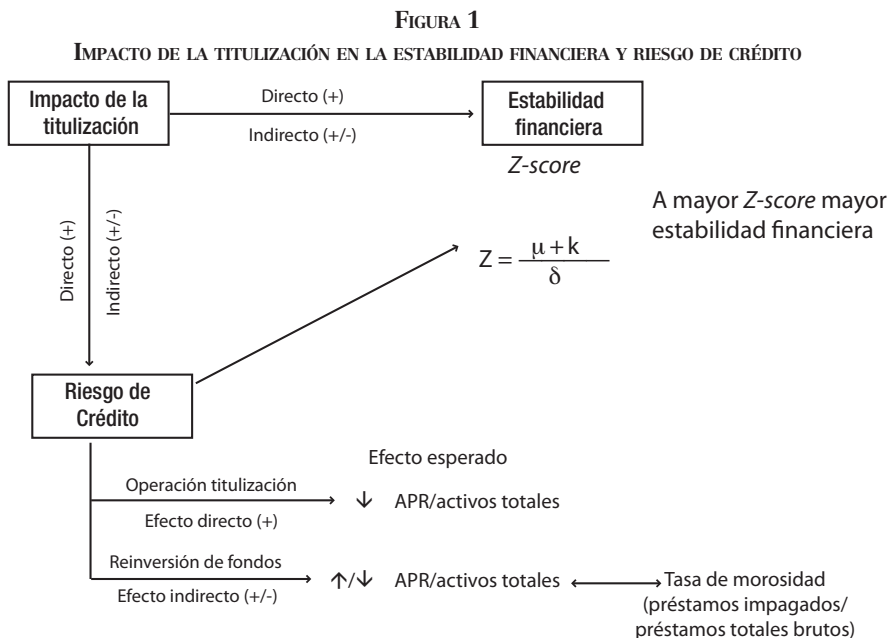 FIGURA 1
IMPACTO DE LA TITULIZACIÓN EN LA ESTABILIDAD FINANCIERA Y RIESGO DE CRÉDITO
Impacto de la
titulización
Directo (+)
Indirecto (+/-)
Estabilidad
financiera
Z-score
A mayor Z-score mayor
estabilidad financiera
Z = μ + k
δ
Directo (+)
Indirecto (+/-)
Riesgo de
Crédito
Efecto esperado
Operación titulización
Efecto directo (+)
↓ APR/activos totales
Reinversión de fondos
Efecto indirecto (+/-)
↑/↓ APR/activos totales
Tasa de morosidad
(préstamos impagados/
préstamos totales brutos)